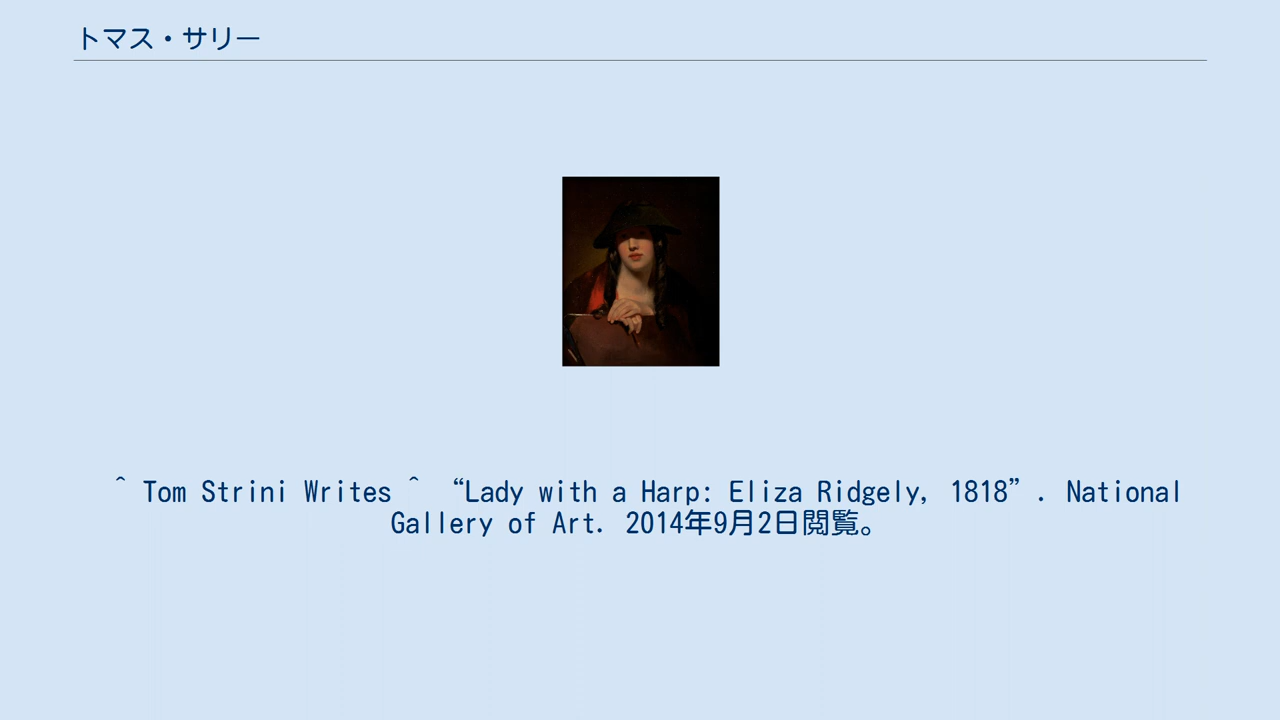 トマス・サリー
^ Tom Strini Writes ^ “Lady with a Harp: Eliza Ridgely, 1818”. National
Gallery of Art. 2014年9月2日閲覧。